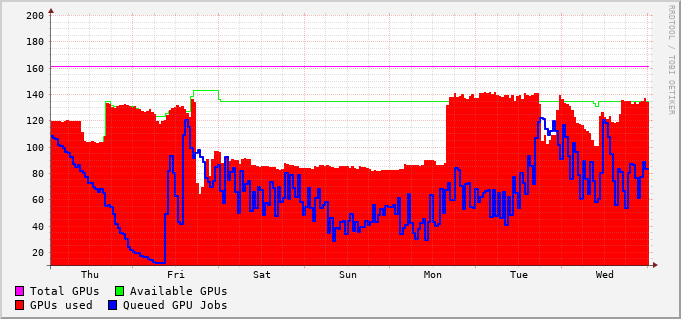 RRDTOOL / TOBI OETIKER
200
180
160
140
120
100
80
60
40
20
Thu Fri Sat Sun Mon Tue Wed
Total GPUs Available GPUs
GPUs used Queued GPU Jobs